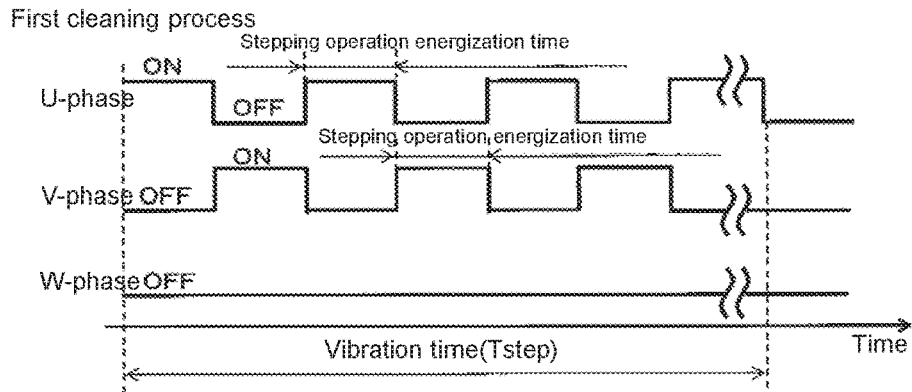 First cleaning process
Stepping operation energization time
ON
U-phase
OFF
Stepping operation energization time
ON
V-phase OFF
W-phase OFF
Vibration time(Tstep)
Time